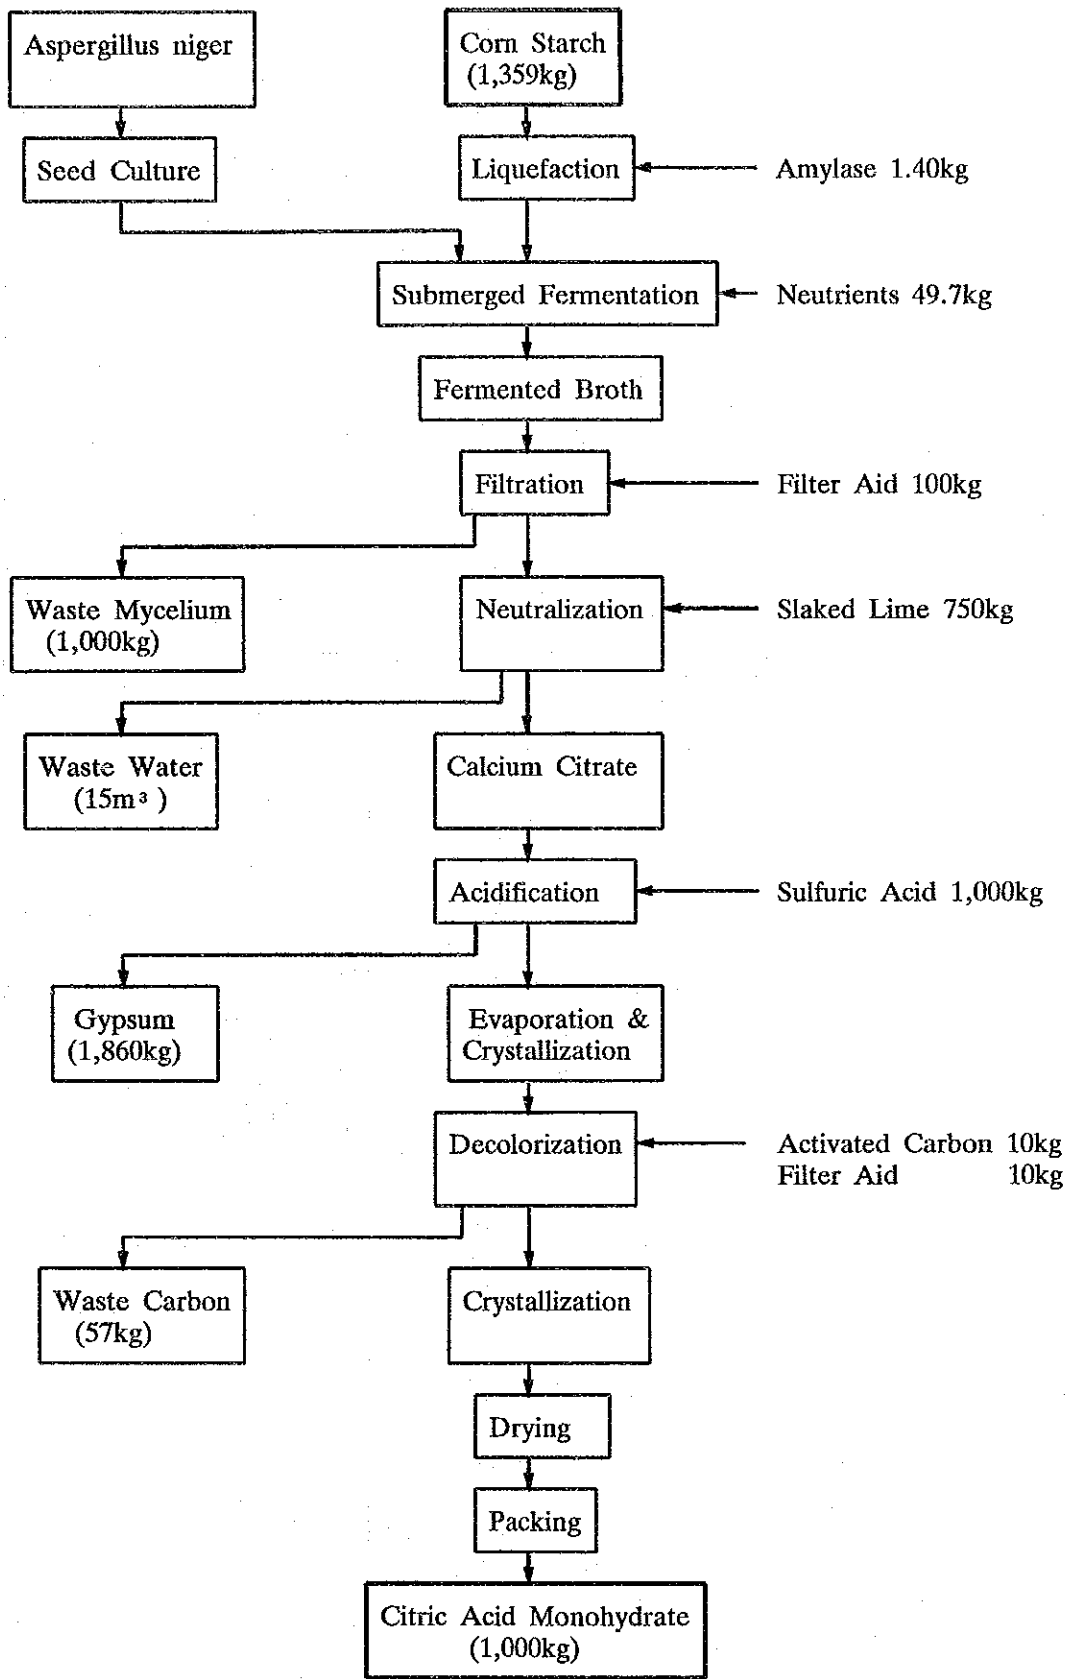 Aspergillus niger
Corn Starch
(1,359kg)
Seed Culture
Liquefaction
Amylase 1.40kg
Submerged Fermentation
Neutrients 49.7kg
Fermented Broth
Filtration
Filter Aid 100kg
Waste Mycelium
(1,000kg)
Neutralization
Slaked Lime 750kg
Waste Water
(15m³)
Calcium Citrate
Acidification
Sulfuric Acid 1,000kg
Gypsum
(1,860kg)
Evaporation &
Crystallization
Decolorization
Activated Carbon 10kg
Filter Aid 10kg
Waste Carbon
(57kg)
Crystallization
Drying
Packing
Citric Acid Monohydrate
(1,000kg)